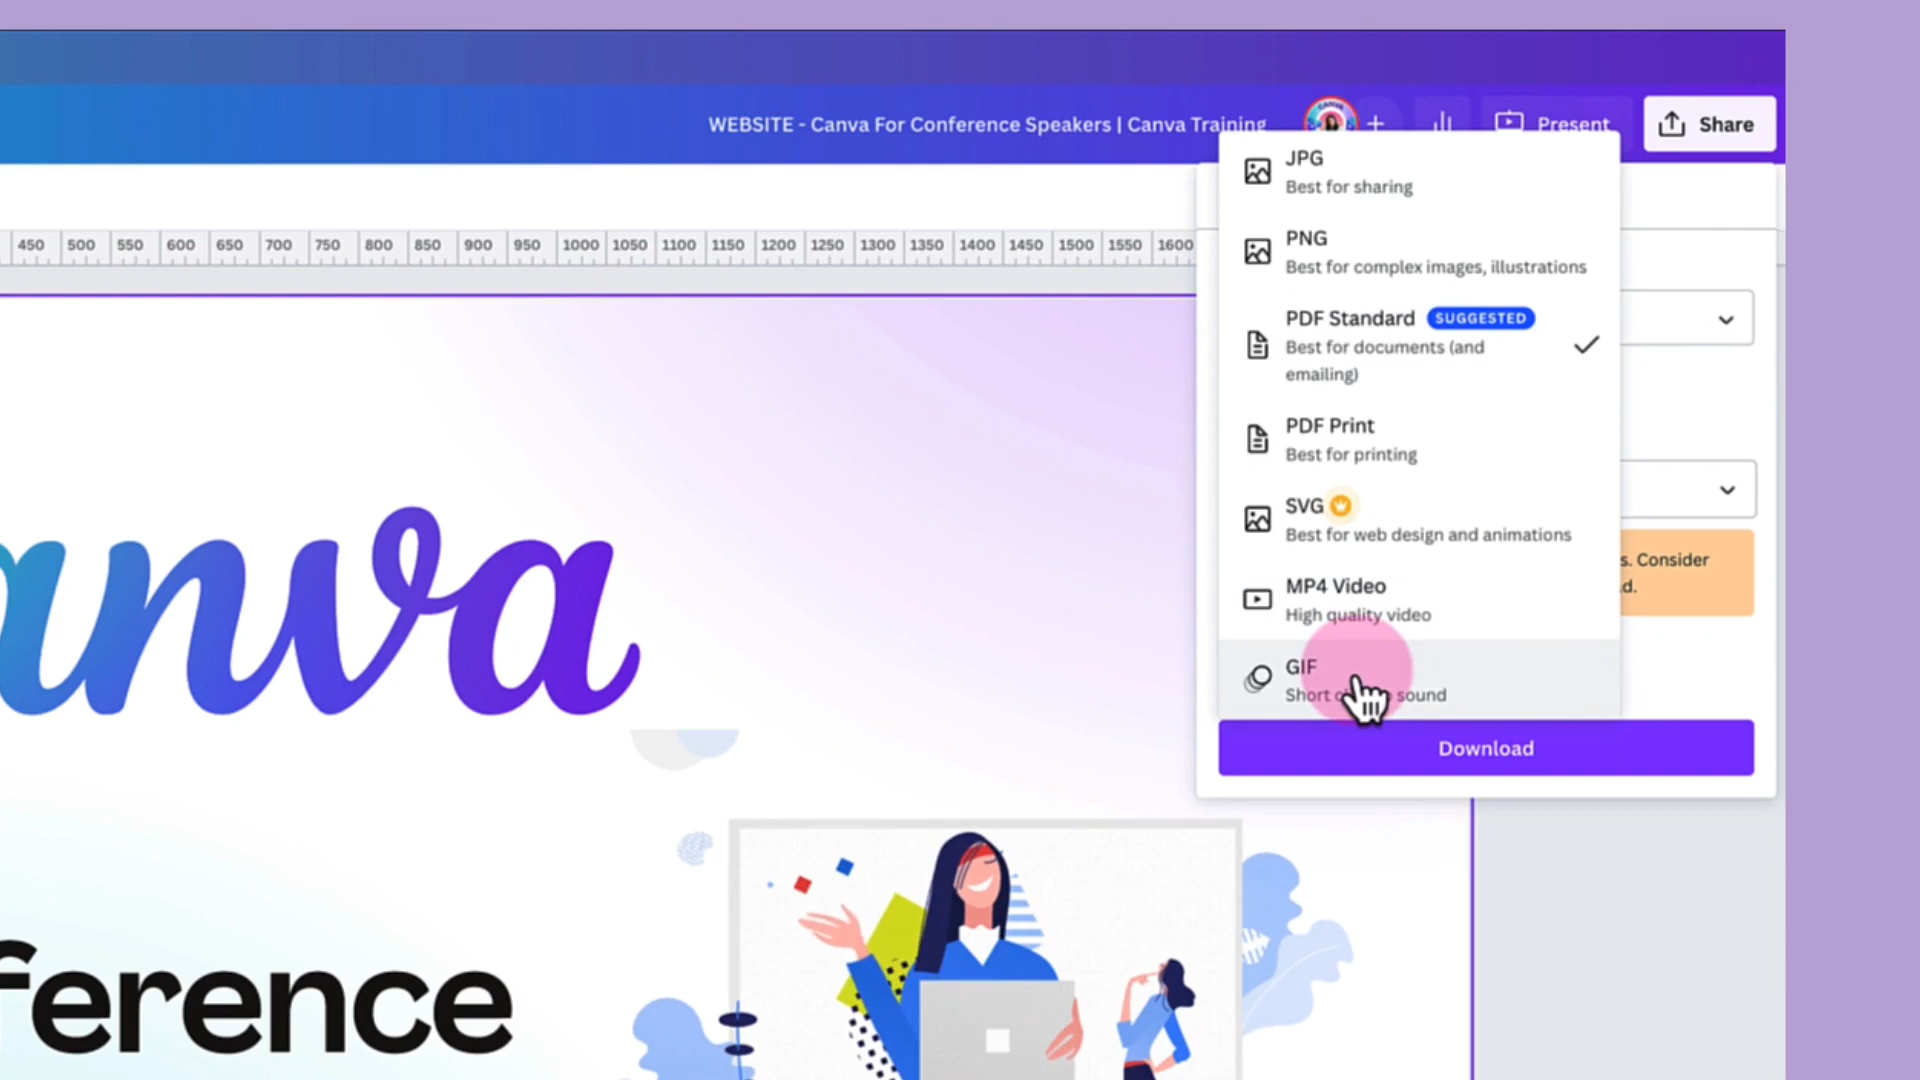 WEBSITE - Canva For Conference Speakers | Canva Training
Present
Share
450 500 550 600 650 700 750 800 850 900 950 1000 1050 1100 1150 1200 1250 1300 1350 1400 1450 1500 1550 1600
JPG
Best for sharing
PNG
Best for complex images, illustrations
PDF Standard SUGGESTED
Best for documents (and
emailing)
PDF Print
Best for printing
SVG
Best for web design and animations
MP4 Video
High quality video
GIF
Short sound
s. Consider
d.
Download
anva
ference